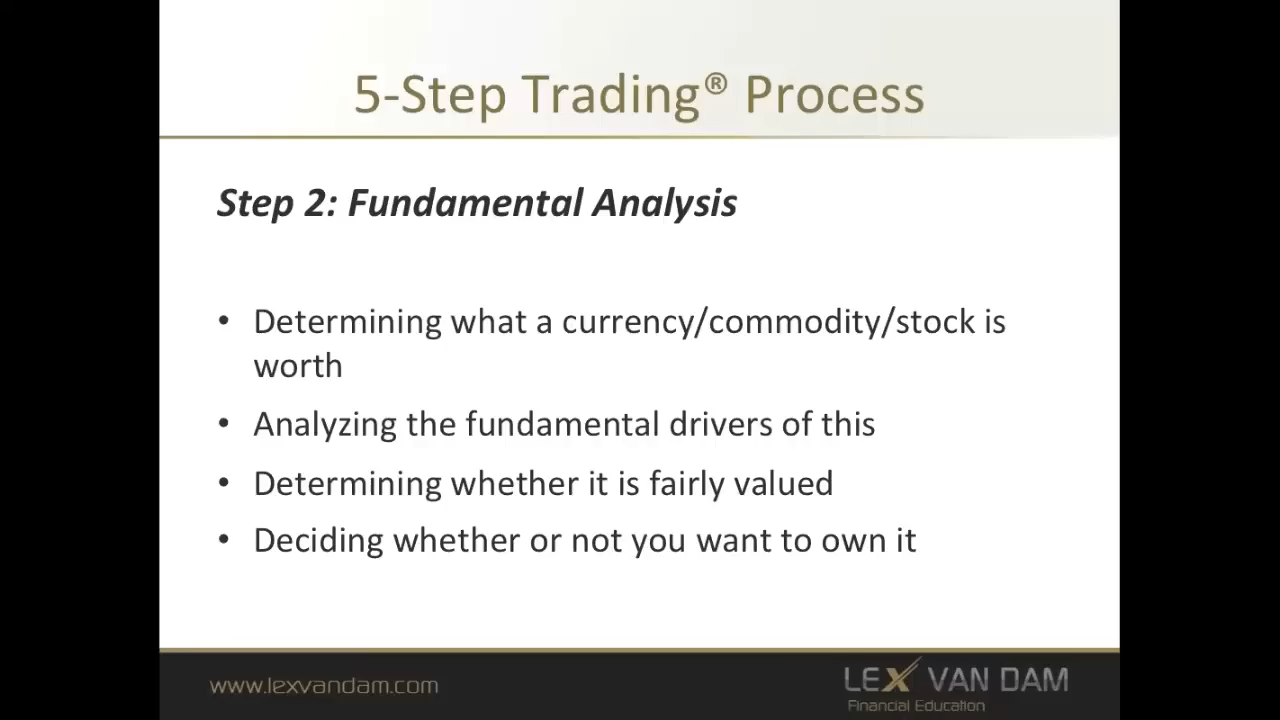 5-Step Trading® Process
Step 2: Fundamental Analysis
• Determining what a currency/commodity/stock is
worth
• Analyzing the fundamental drivers of this
• Determining whether it is fairly valued
• Deciding whether or not you want to own it
www.lexvandam.com
LEX VAN DAM
Financial Education